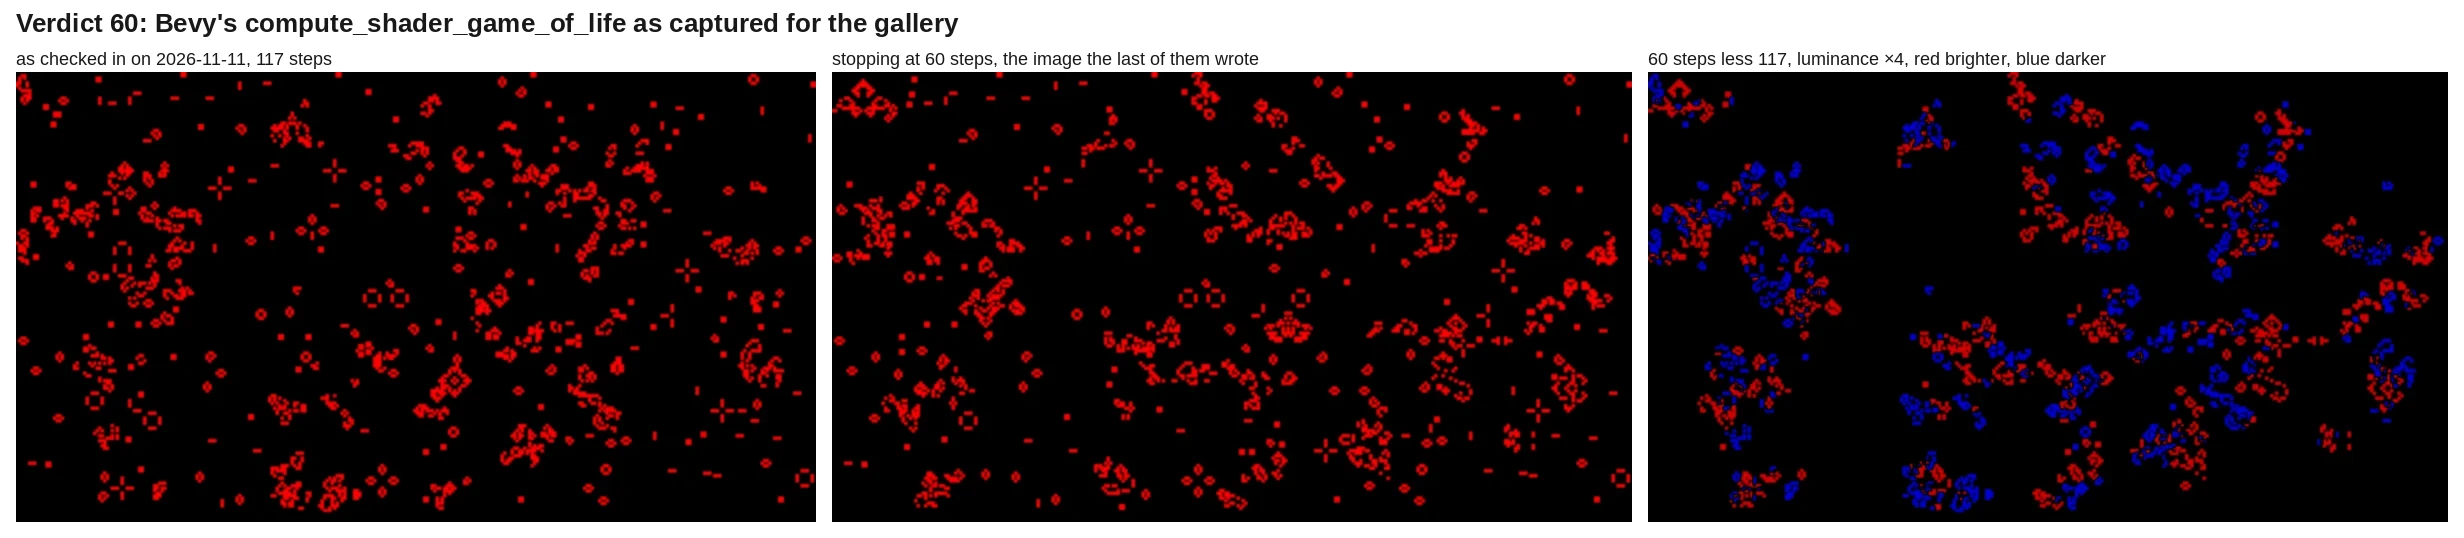 Verdict 60: Bevy's compute_shader_game_of_life as captured for the gallery
as checked in on 2026-11-11, 117 steps
stopping at 60 steps, the image the last of them wrote
60 steps less 117, luminance ×4, red brighter, blue darker